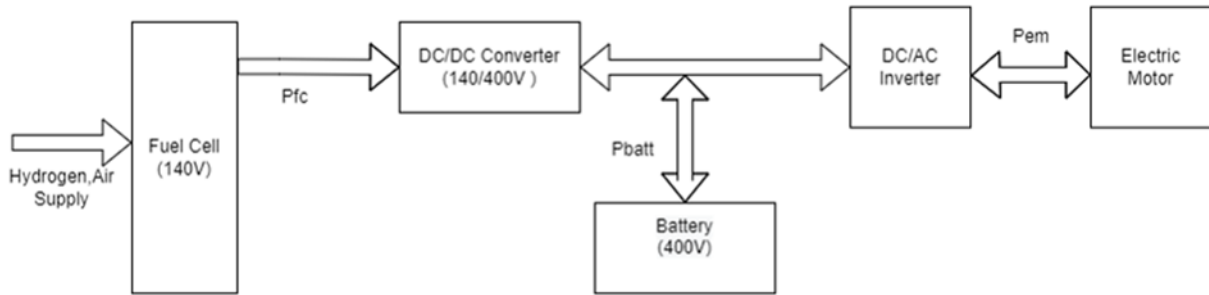 Hydrogen,Air
Supply
Fuel Cell
(140V)
Pfc
DC/DC Converter
(140/400V )
Pbatt
Battery
(400V)
DC/AC
Inverter
Pem
Electric
Motor